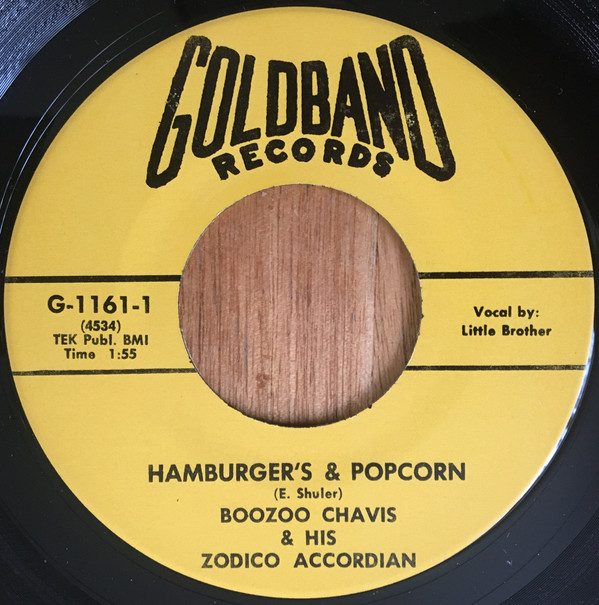 GOLDBAND
RECORDS
G-1161-1
(4534)
TEK Publ. BMI
Time 1:55
Vocal by:
Little Brother
HAMBURGER'S & POPCORN
(E. Shuler)
BOOZOO CHAVIS
& HIS
ZODICO ACCORDIAN